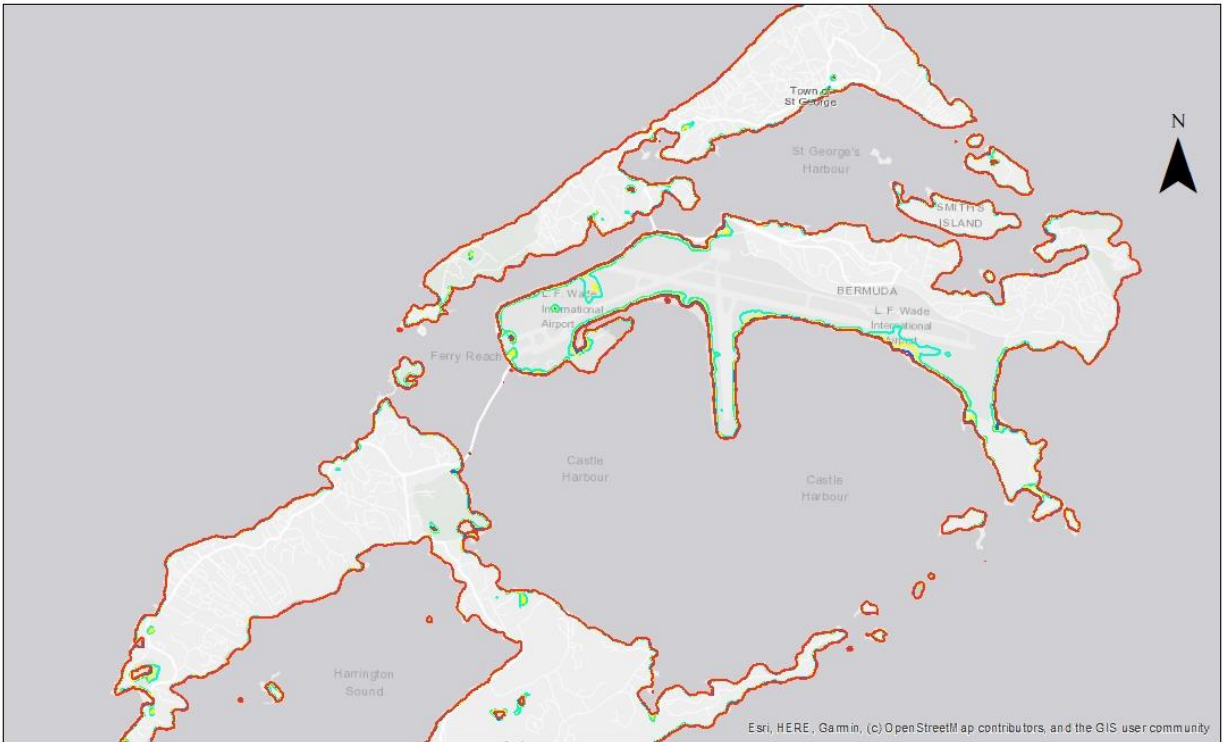 Town of
St George
N
St George's
Harbour
SMITH'S
ISLAND
BERMUDA
L. F. Wade
International
Airport
L. F. Wade
International
Airport
Ferry Reach
Castle
Harbour
Castle
Harbour
Harrington
Sound
Esri, HERE, Garmin, (c) OpenStreetMap contributors, and the GIS user community